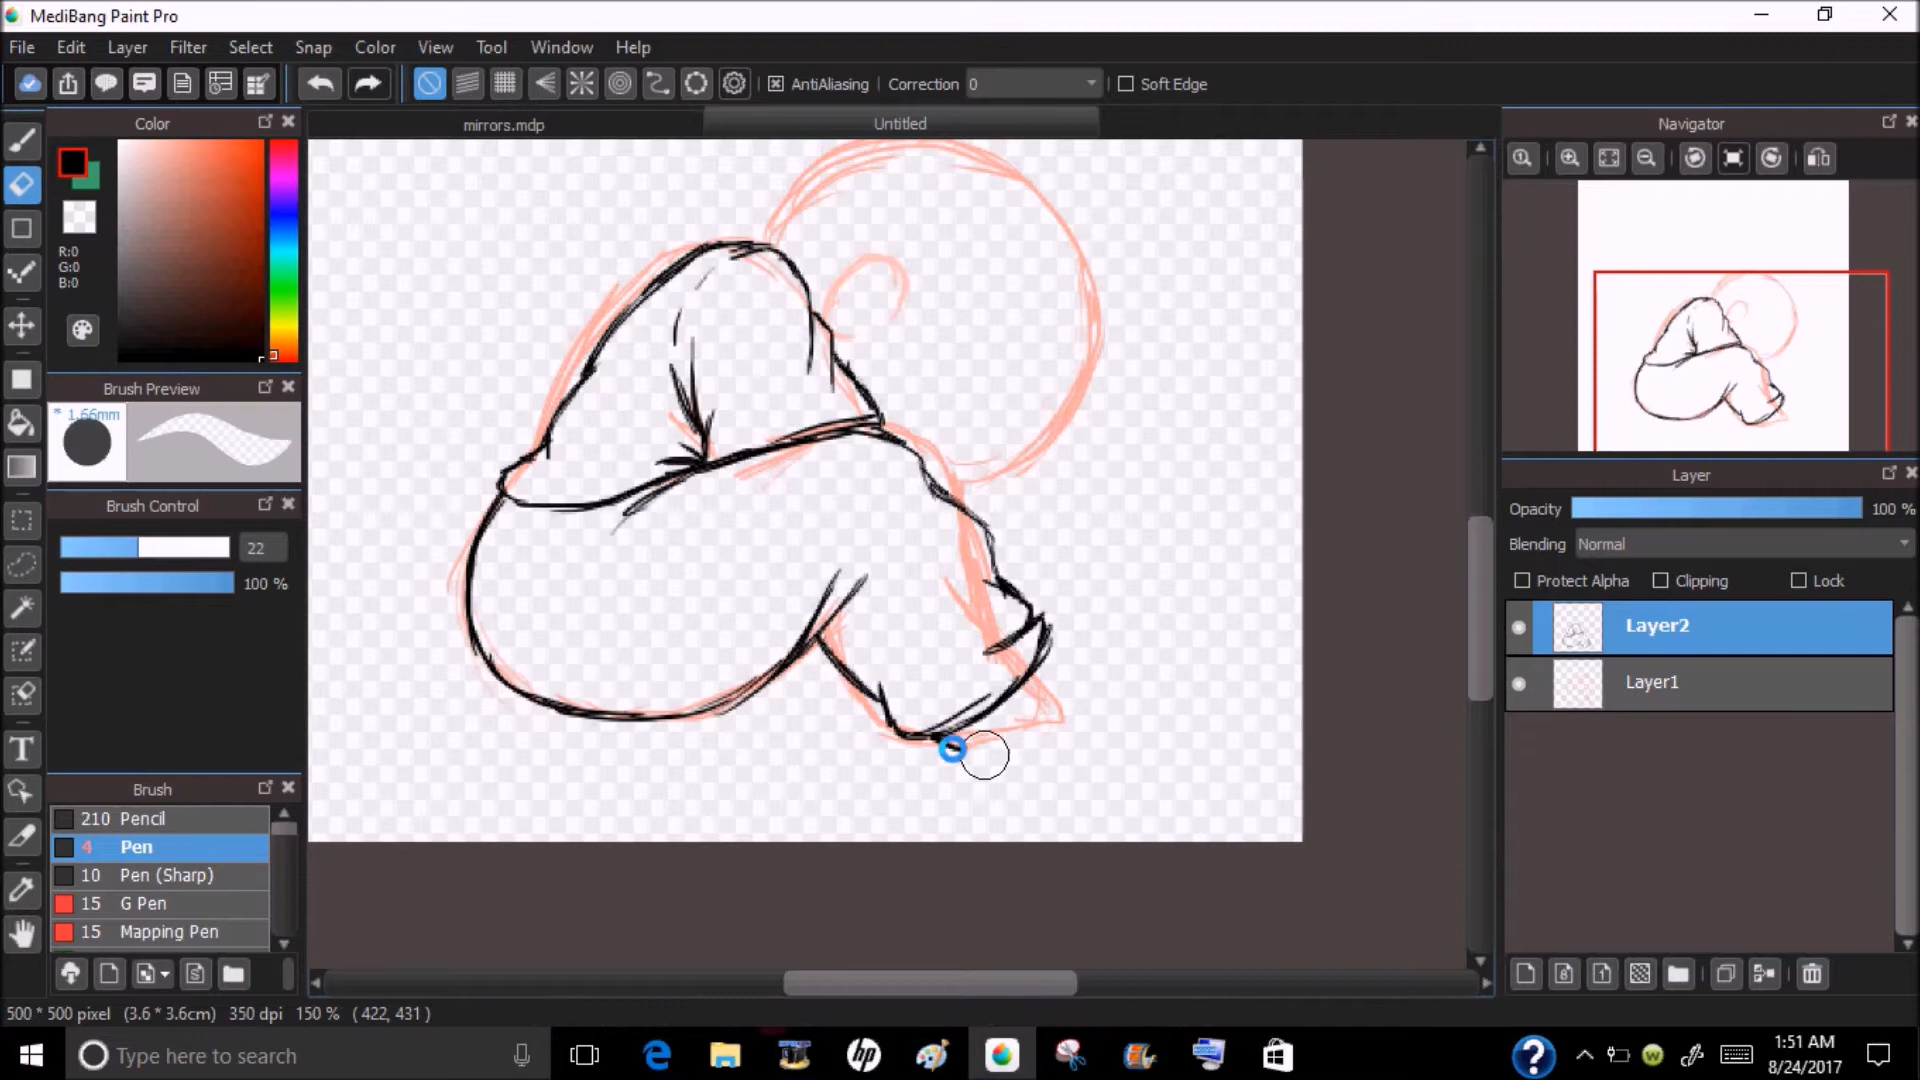 MediBang Paint Pro
File Edit Layer Filter Select Snap Color View Tool Window Help
AntiAliasing Correction 0 Soft Edge
Color
mirrors.mdp
Untitled
Navigator
R:0
G:0
B:0
Brush Preview
* 1.66mm
Brush Control
22
100 %
Layer
Opacity 100 %
Blending Normal
Protect Alpha Clipping Lock
Layer2
Layer1
Brush
210 Pencil
4 Pen
10 Pen (Sharp)
15 G Pen
15 Mapping Pen
500 * 500 pixel (3.6 * 3.6cm) 350 dpi 150 % ( 422, 431 )
Type here to search
1:51 AM
8/24/2017